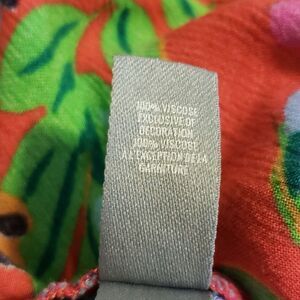 100% VISCOSE
EXCLUSIVE OF
DECORATION
100% VISCOSE
À L'EXCEPTION DE LA
GARNITURE